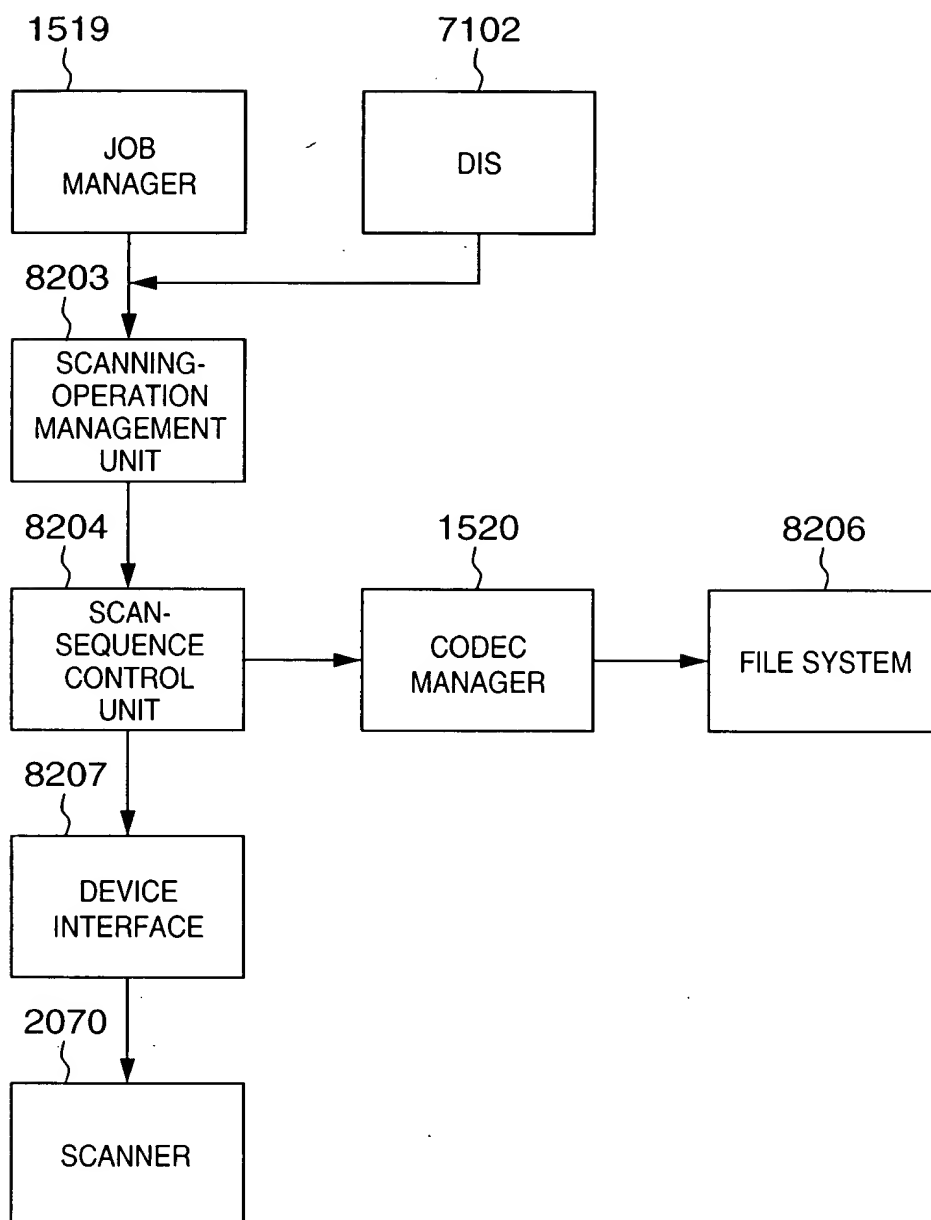 1519
7102
JOB
MANAGER
DIS
8203
SCANNING-
OPERATION
MANAGEMENT
UNIT
8204
1520
8206
SCAN-
SEQUENCE
CONTROL
UNIT
CODEC
MANAGER
FILE SYSTEM
8207
DEVICE
INTERFACE
2070
SCANNER